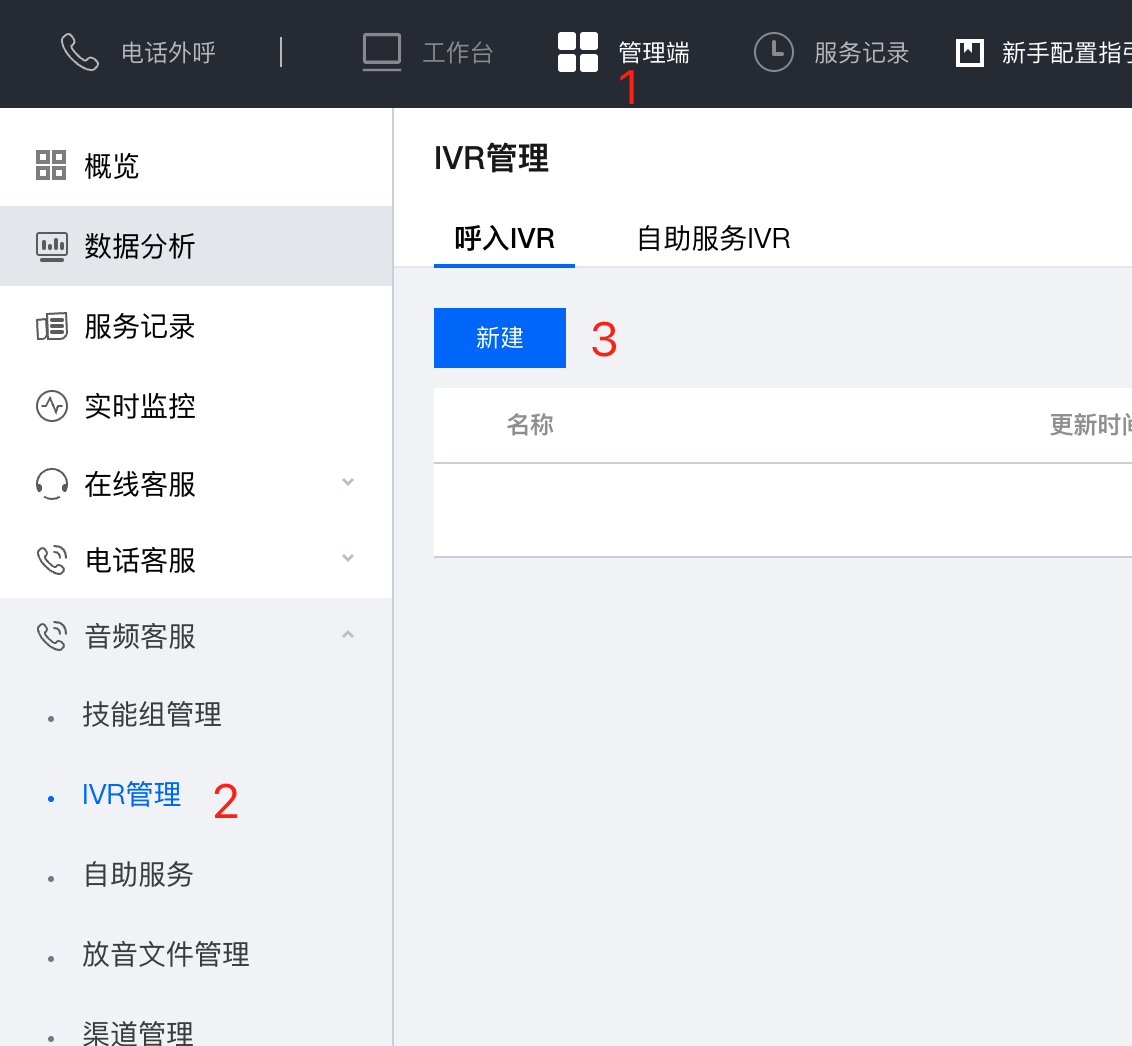 电话外呼
工作台
管理端
服务记录
新手配置指引
1
概览
数据分析
服务记录
实时监控
在线客服
电话客服
音频客服
技能组管理
IVR管理
2
自助服务
放音文件管理
渠道管理
IVR管理
呼入IVR
自助服务IVR
新建
3
名称
更新时间